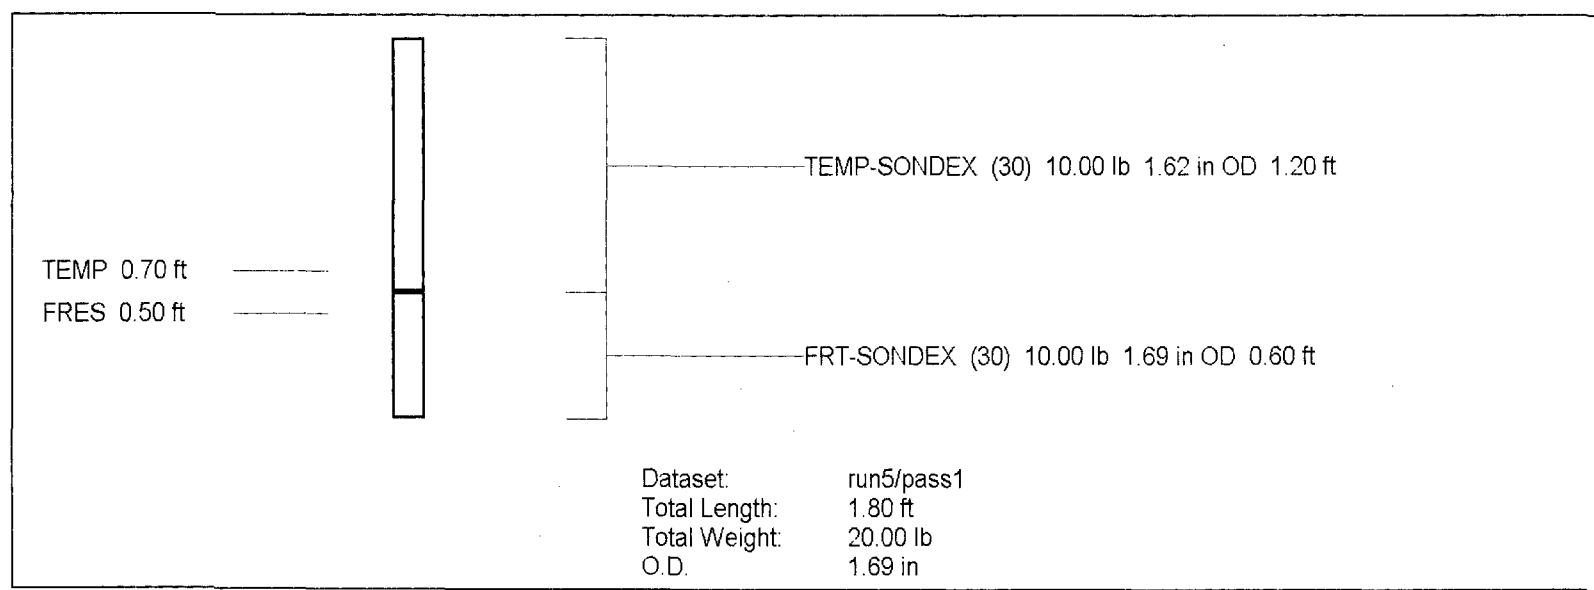 TEMP-SONDEX (30) 10.00 lb 1.62 in OD 1.20 ft
TEMP 0.70 ft
FRES 0.50 ft
FRT-SONDEX (30) 10.00 lb 1.69 in OD 0.60 ft
Dataset: run5/pass1
Total Length: 1.80 ft
Total Weight: 20.00 lb
O.D. 1.69 in